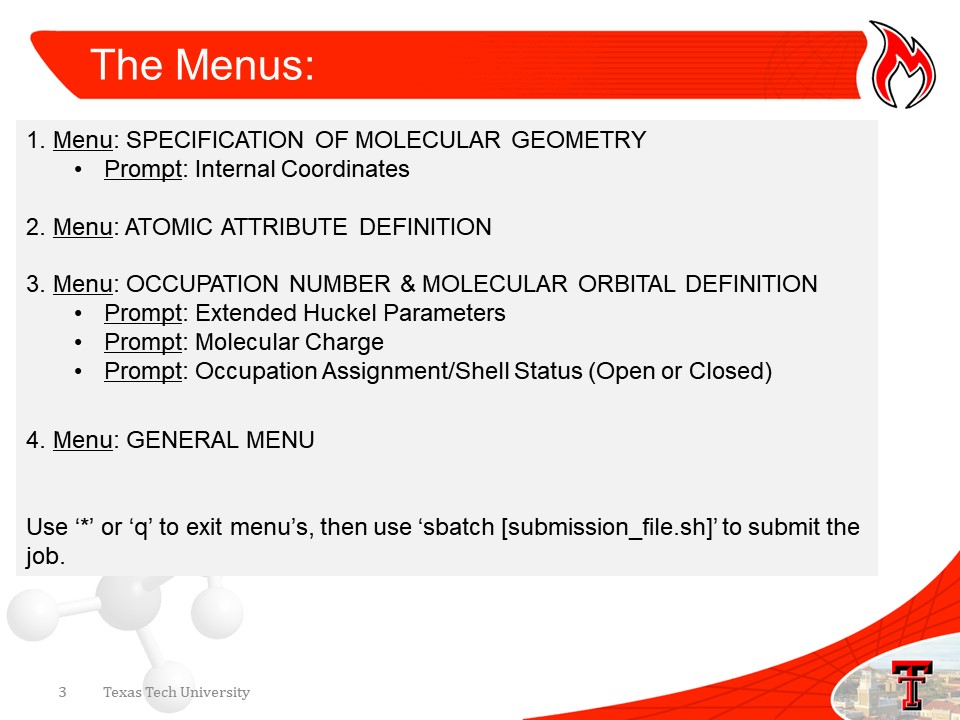 The Menus:
1. Menu: SPECIFICATION OF MOLECULAR GEOMETRY
• Prompt: Internal Coordinates
2. Menu: ATOMIC ATTRIBUTE DEFINITION
3. Menu: OCCUPATION NUMBER & MOLECULAR ORBITAL DEFINITION
• Prompt: Extended Huckel Parameters
• Prompt: Molecular Charge
• Prompt: Occupation Assignment/Shell Status (Open or Closed)
4. Menu: GENERAL MENU
Use ‘*’ or ‘q’ to exit menu’s, then use ‘sbatch [submission_file.sh]’ to submit the
job.
3 Texas Tech University